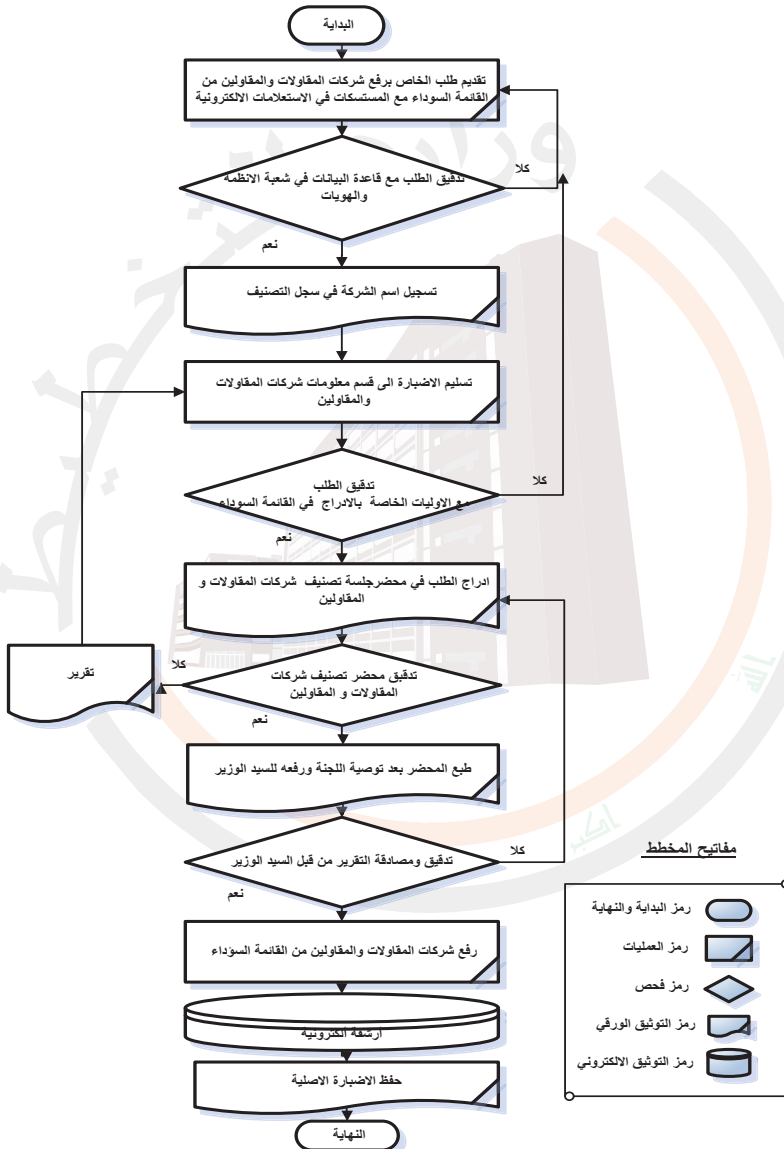 البداية
تقديم طلب الخاص برفع شركات المقاولات والمقاولين من
القائمة السوداء مع المستسكات في الاستعلامات الالكترونية
تدقيق الطلب مع قاعدة البيانات في شعبة الانظمة
والهويات
كلا
نعم
تسجيل اسم الشركة في سجل التصنيف
تسليم الاضبارة الى قسم معلومات شركات المقاولات
والمقاولين
تدقيق الطلب
مع الاوليات الخاصة بالادراج في القائمة السوداء
كلا
نعم
ادراج الطلب في محضرجلسة تصنيف شركات المقاولات و
المقاولين
تدقيق محضر تصنيف شركات
المقاولات و المقاولين
كلا
تقرير
نعم
طبع المحضر بعد توصية اللجنة ورفعه للسيد الوزير
تدقيق ومصادقة التقرير من قبل السيد الوزير
كلا
نعم
رفع شركات المقاولات والمقاولين من القائمة السوداء
ارشفة الكترونية
حفظ الاضبارة الاصلية
النهاية
مفاتيح المخطط
رمز البداية والنهاية
رمز العمليات
رمز فحص
رمز التوثيق الورقي
رمز التوثيق الالكتروني
وزارة التخطيط
الله
اكبر